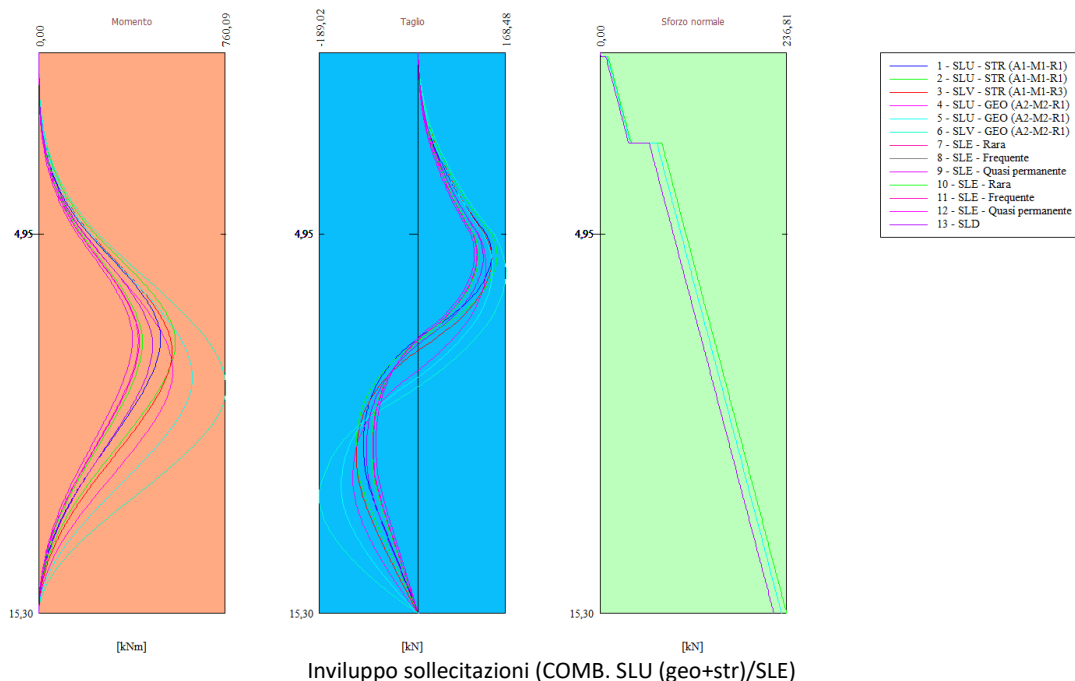 Momento
0,00
760,09
4,95
15,30
[kNm]
Taglio
-189,02
168,48
4,95
15,30
[kN]
Sforzo normale
0,00
236,81
4,95
15,30
[kN]
1 - SLU - STR (A1-M1-R1)
2 - SLU - STR (A1-M1-R1)
3 - SLV - STR (A1-M1-R3)
4 - SLU - GEO (A2-M2-R1)
5 - SLU - GEO (A2-M2-R1)
6 - SLV - GEO (A2-M2-R1)
7 - SLE - Rara
8 - SLE - Frequente
9 - SLE - Quasi permanente
10 - SLE - Rara
11 - SLE - Frequente
12 - SLE - Quasi permanente
13 - SLD
Inviluppo sollecitazioni (COMB. SLU (geo+str)/SLE)